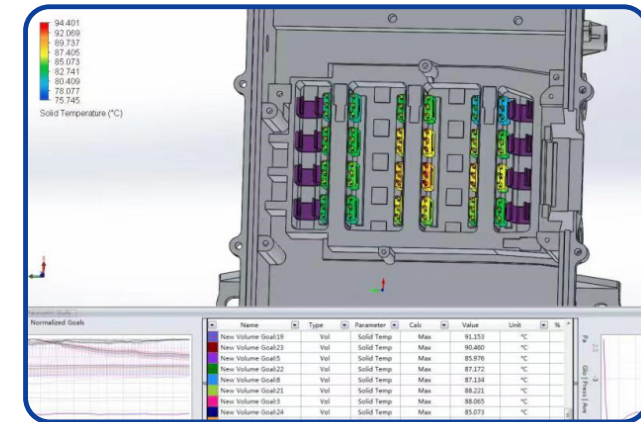 94.401
92.069
89.737
87.405
85.073
82.741
80.409
78.077
75.745
Solid Temperature (°C)
Normalized Goals
Name Type Parameter Calc Value Unit %
New Volume Goal:19 Vol Solid Temp Max 91.153 °C
New Volume Goal:23 Vol Solid Temp Max 90.460 °C
New Volume Goal:5 Vol Solid Temp Max 85.976 °C
New Volume Goal:22 Vol Solid Temp Max 87.172 °C
New Volume Goal:8 Vol Solid Temp Max 87.134 °C
New Volume Goal:21 Vol Solid Temp Max 88.221 °C
New Volume Goal:3 Vol Solid Temp Max 88.065 °C
New Volume Goal:24 Vol Solid Temp Max 85.073 °C
Pa
Glo | Press | Ave